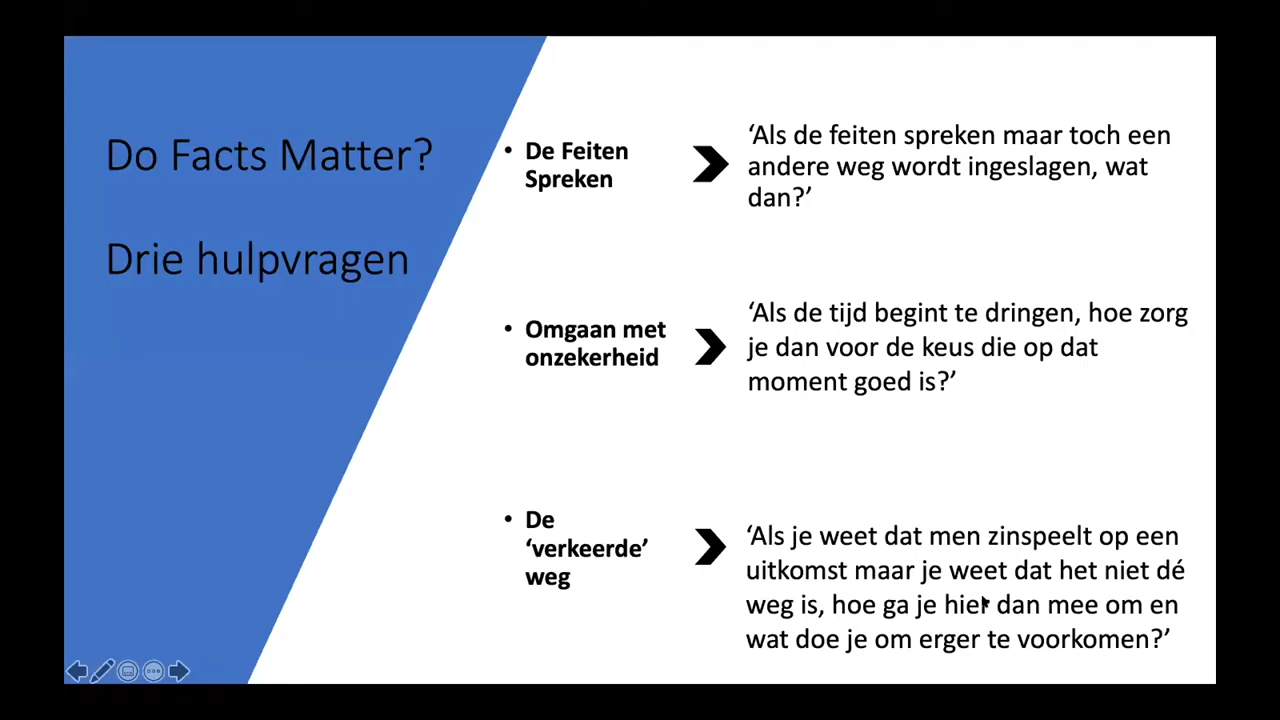 Do Facts Matter?
Drie hulpvragen
• De Feiten
Spreken
‘Als de feiten spreken maar toch een
andere weg wordt ingeslagen, wat
dan?’
• Omgaan met
onzekerheid
‘Als de tijd begint te dringen, hoe zorg
je dan voor de keus die op dat
moment goed is?’
• De
‘verkeerde’
weg
‘Als je weet dat men zinspeelt op een
uitkomst maar je weet dat het niet dé
weg is, hoe ga je hier dan mee om en
wat doe je om erger te voorkomen?’